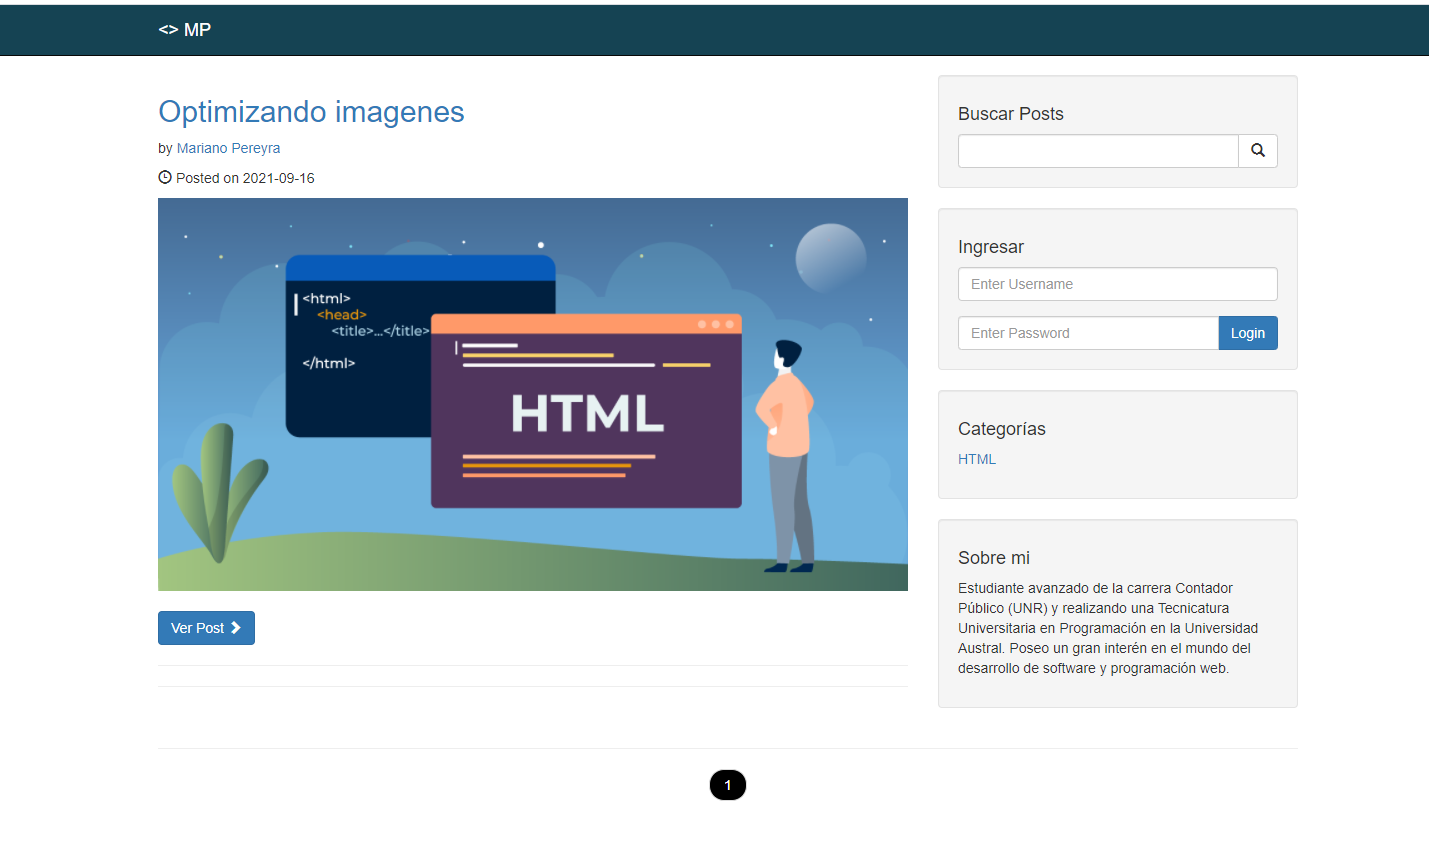 <> MP
Optimizando imagenes
by Mariano Pereyra
Posted on 2021-09-16
<html>
<head>
<title>...</title>
</html>
HTML
Ver Post
Buscar Posts
Ingresar
Enter Username
Enter Password
Login
Categorías
HTML
Sobre mi
Estudiante avanzado de la carrera Contador
Público (UNR) y realizando una Tecnicatura
Universitaria en Programación en la Universidad
Austral. Poseo un gran interén en el mundo del
desarrollo de software y programación web.
1